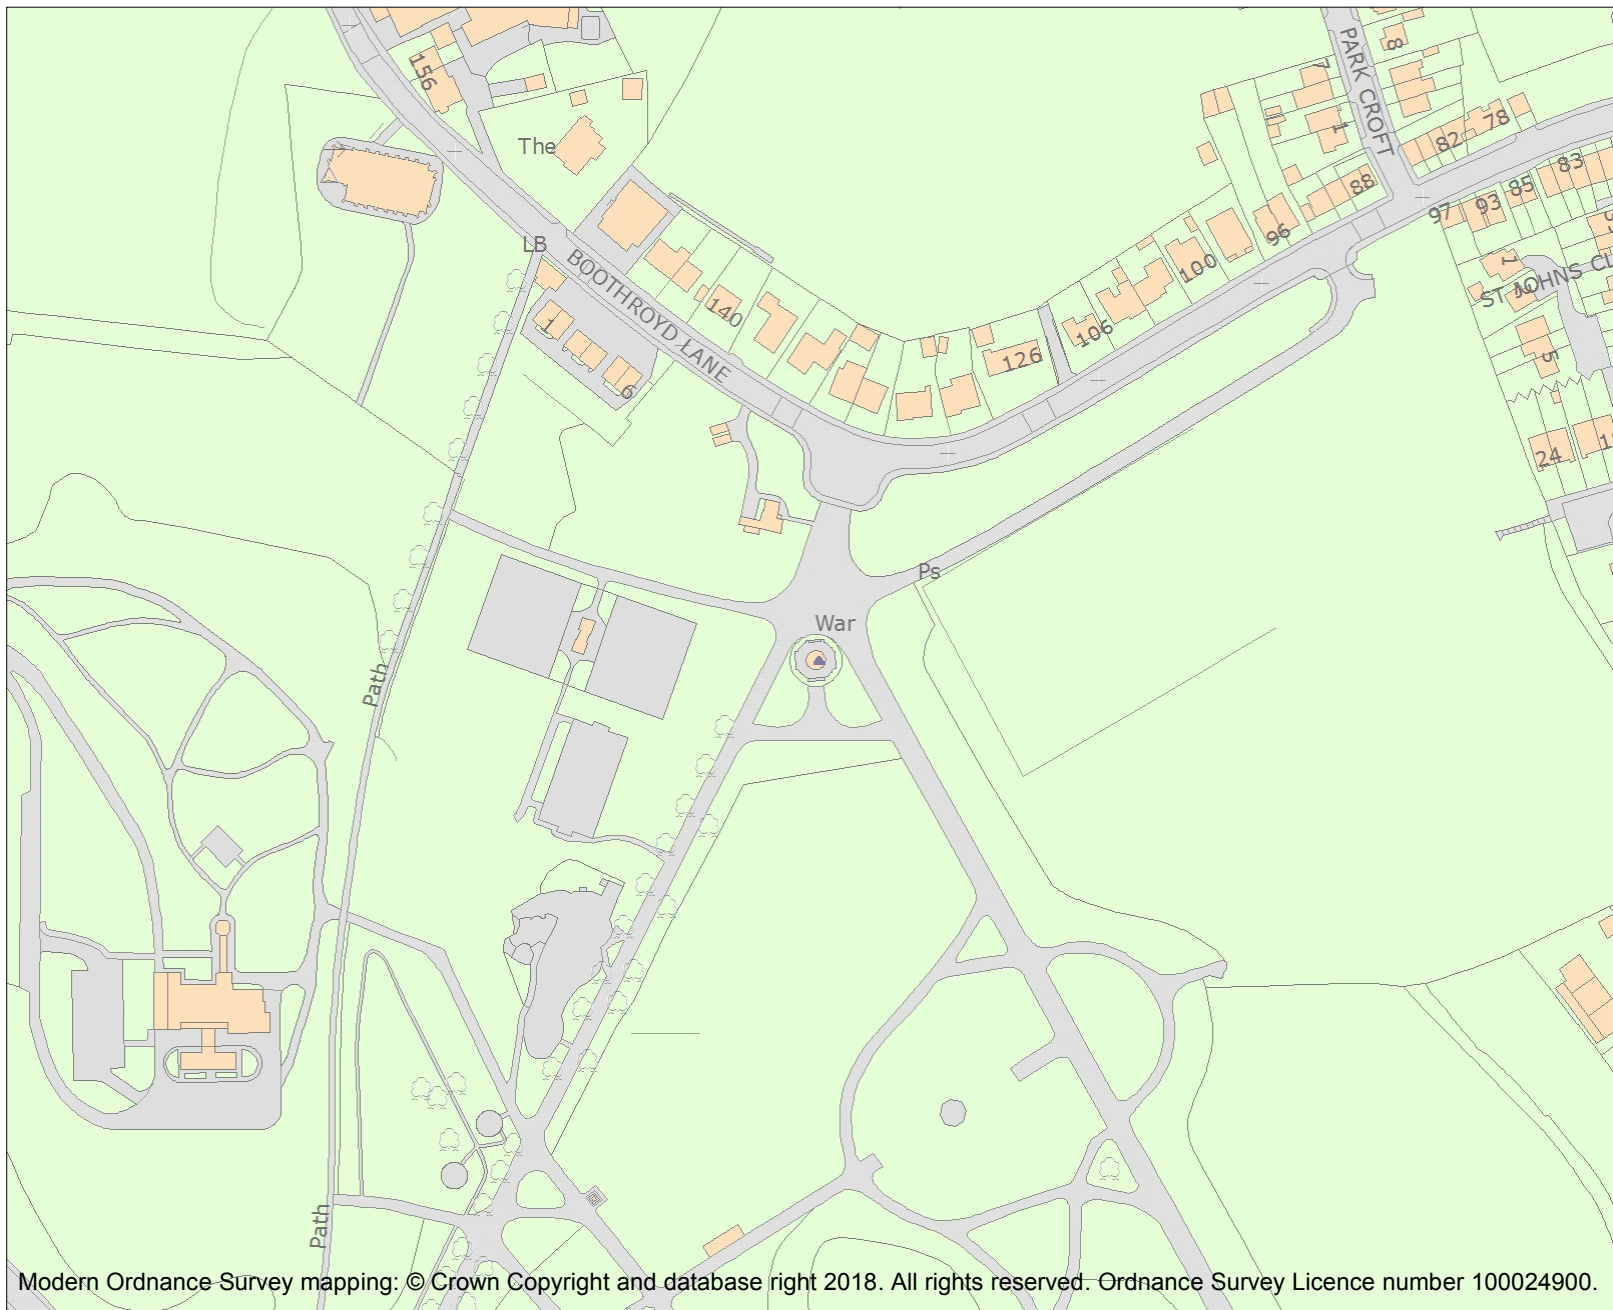 156
The
LB
BOOTHROYD LANE
1
6
140
126
106
100
96
88
PARK CROFT
7
1
8
82
78
83
85
93
97
1
ST JOHNS CL
5
24
Ps
War
Path
Path
Modern Ordnance Survey mapping: © Crown Copyright and database right 2018. All rights reserved. Ordnance Survey Licence number 100024900.